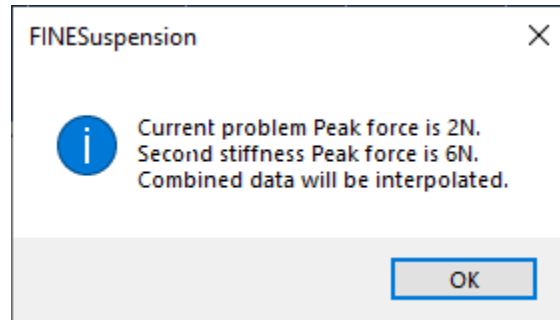 FINESuspension
Current problem Peak force is 2N.
Second stiffness Peak force is 6N.
Combined data will be interpolated.
OK